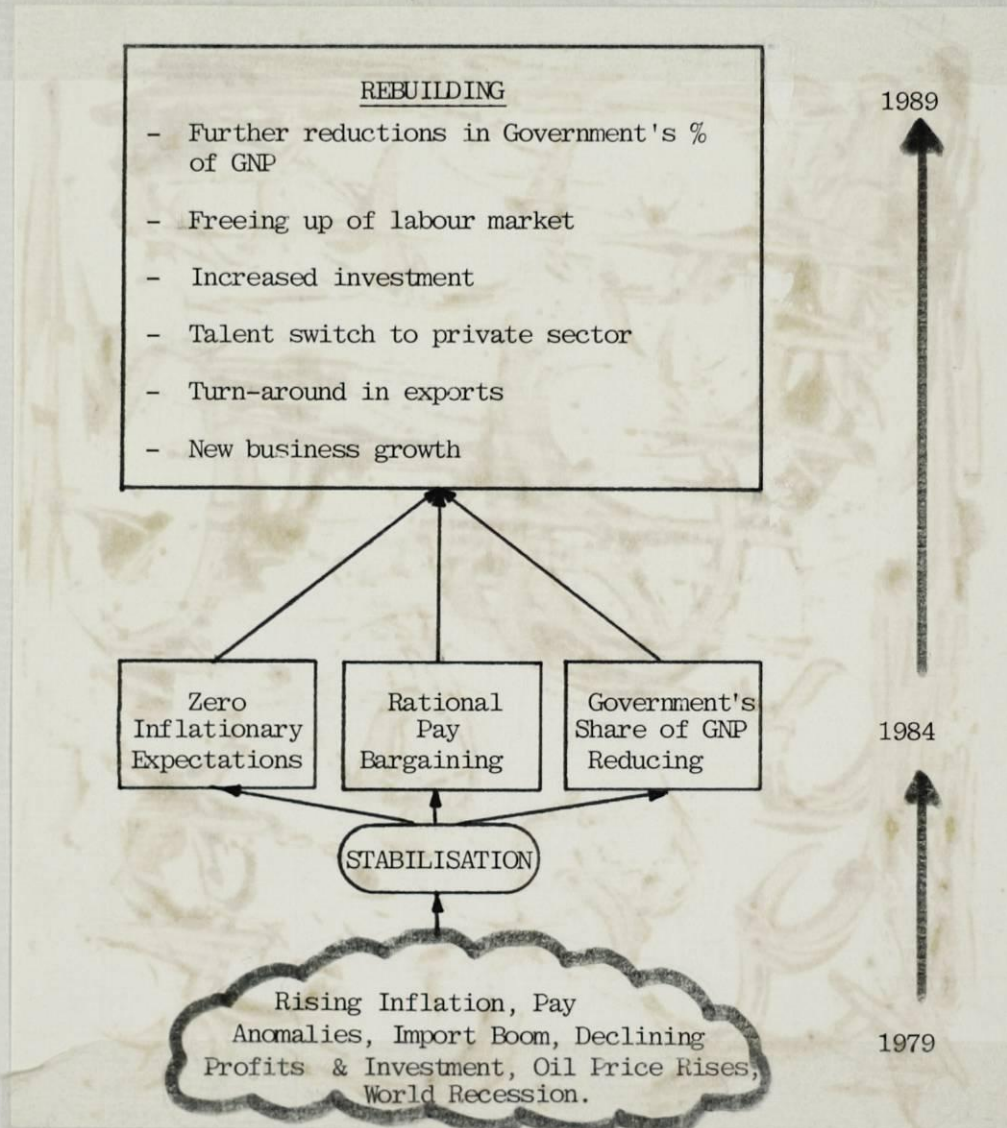 REBUILDING
- Further reductions in Government's %
of GNP
- Freeing up of labour market
- Increased investment
- Talent switch to private sector
- Turn-around in exports
- New business growth
1989
Zero
Inflationary
Expectations
Rational
Pay
Bargaining
Government's
Share of GNP
Reducing
1984
STABILISATION
Rising Inflation, Pay
Anomalies, Import Boom, Declining
Profits & Investment, Oil Price Rises,
World Recession.
1979